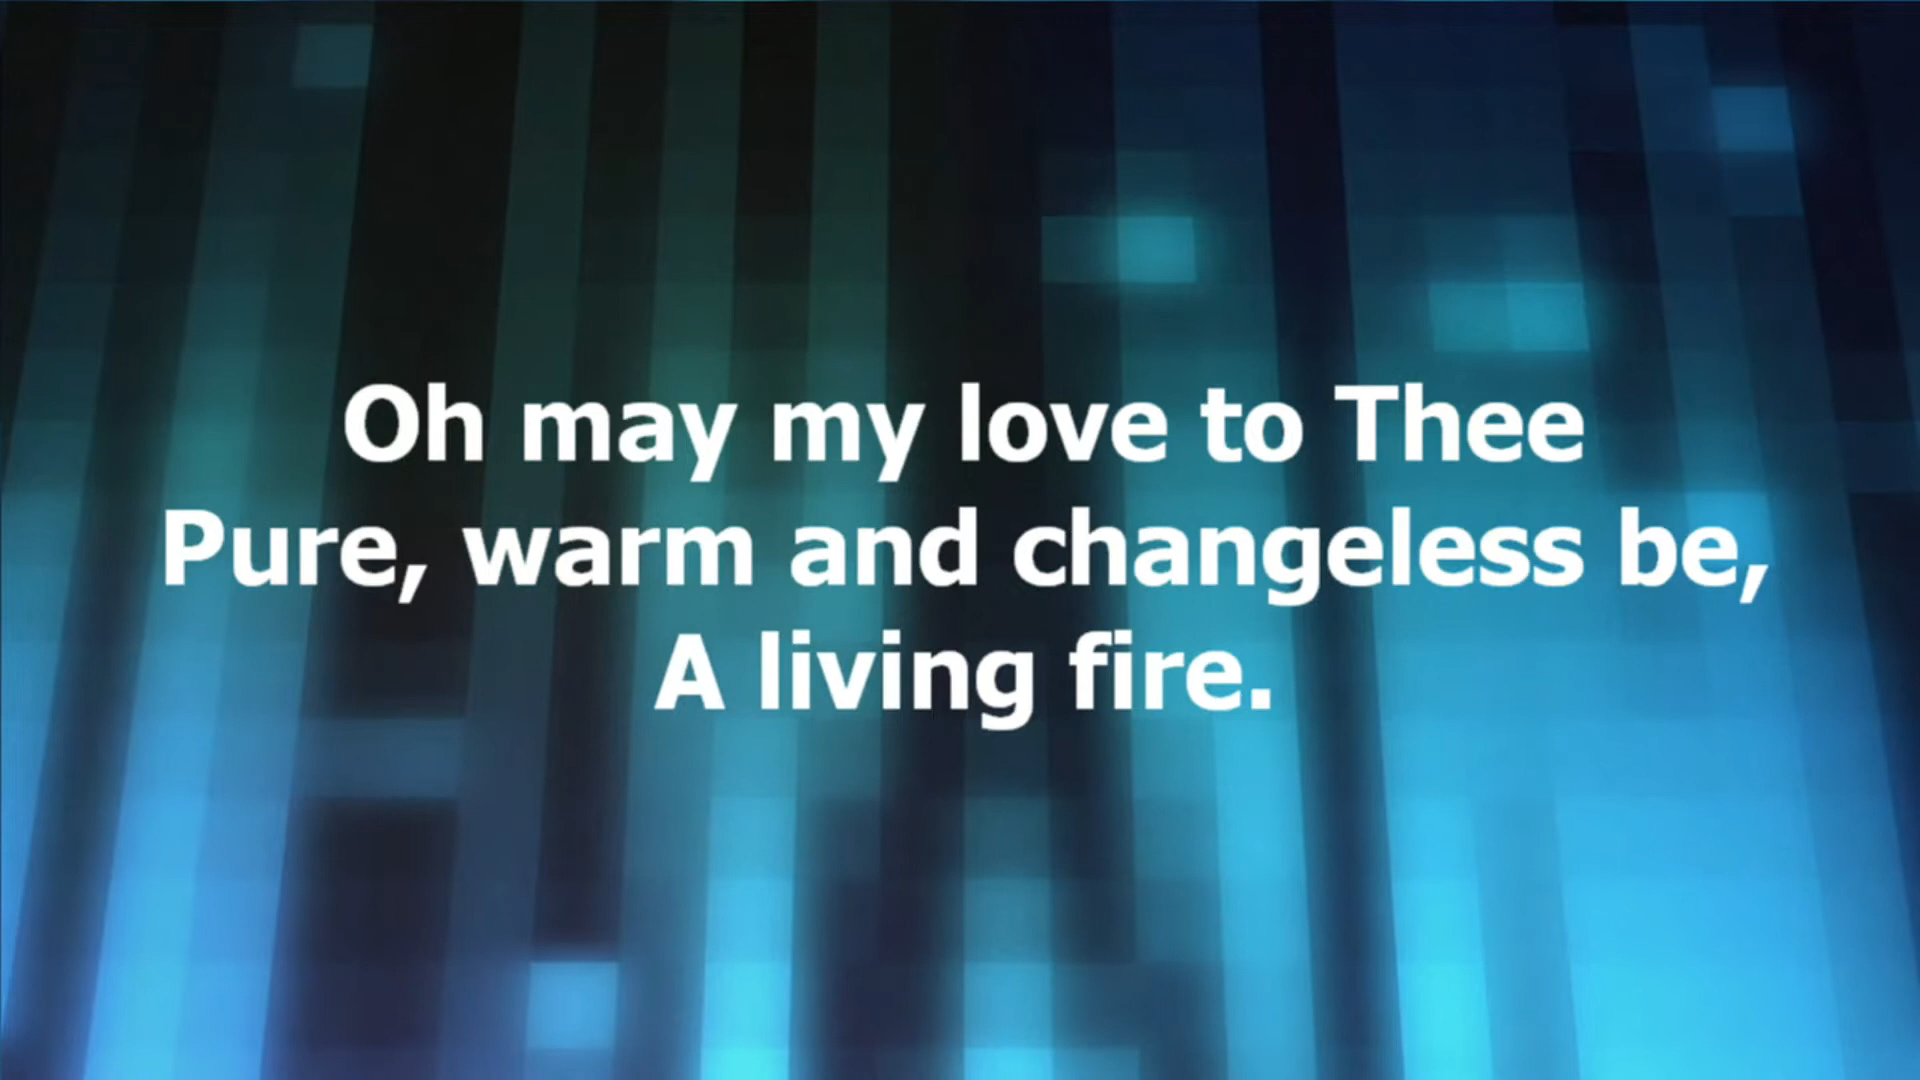 Oh may my love to Thee
Pure, warm and changeless be,
A living fire.